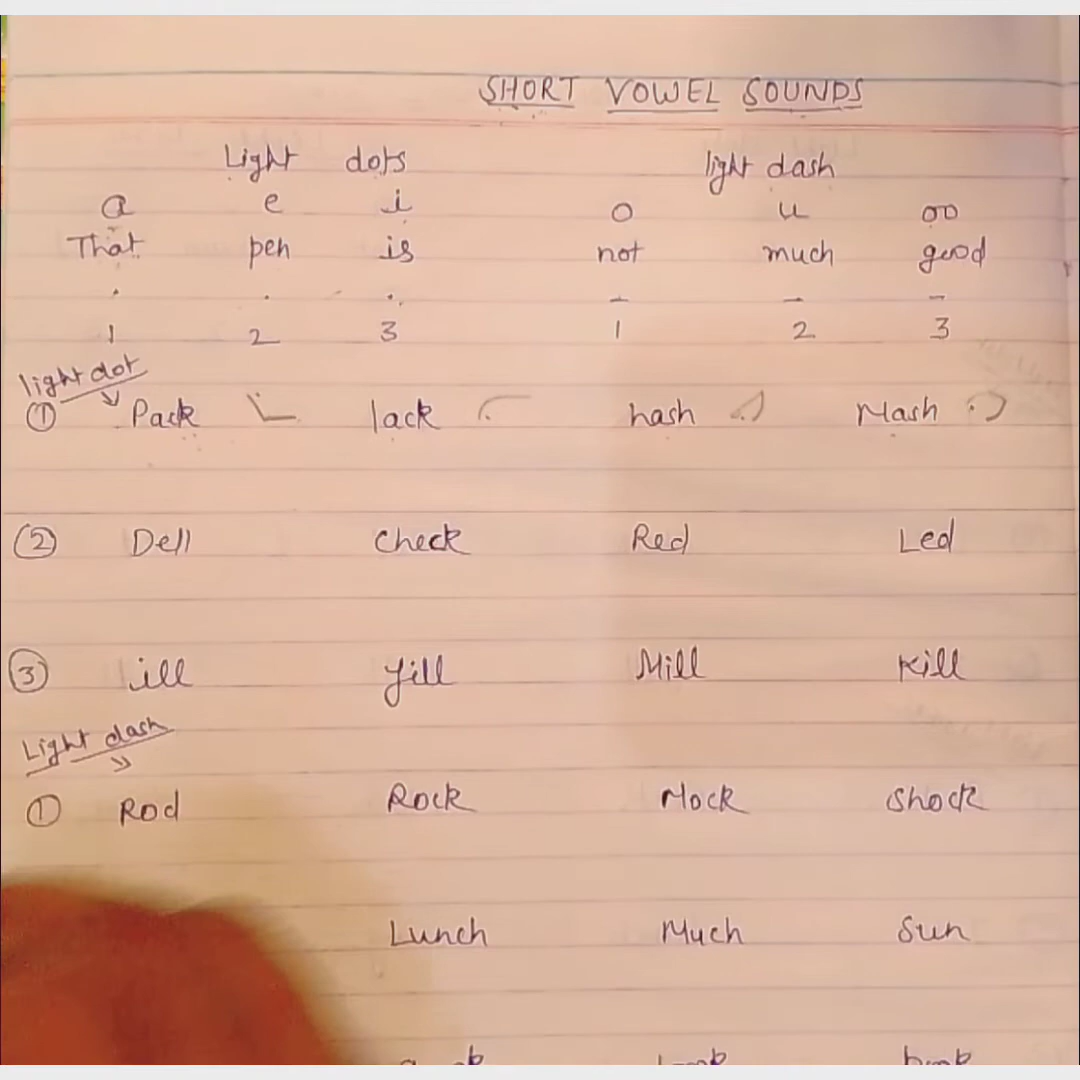 SHORT VOWEL SOUNDS
Light dots light dash
a e i o u oo
That pen is not much good
1 2 3 1 2 3
light dot
① Pack lack hash Mash
② Dell Check Red Led
③ ill Jill Mill Kill
Light dash
① Rod Rock Mock Shock
Lunch Much Sun